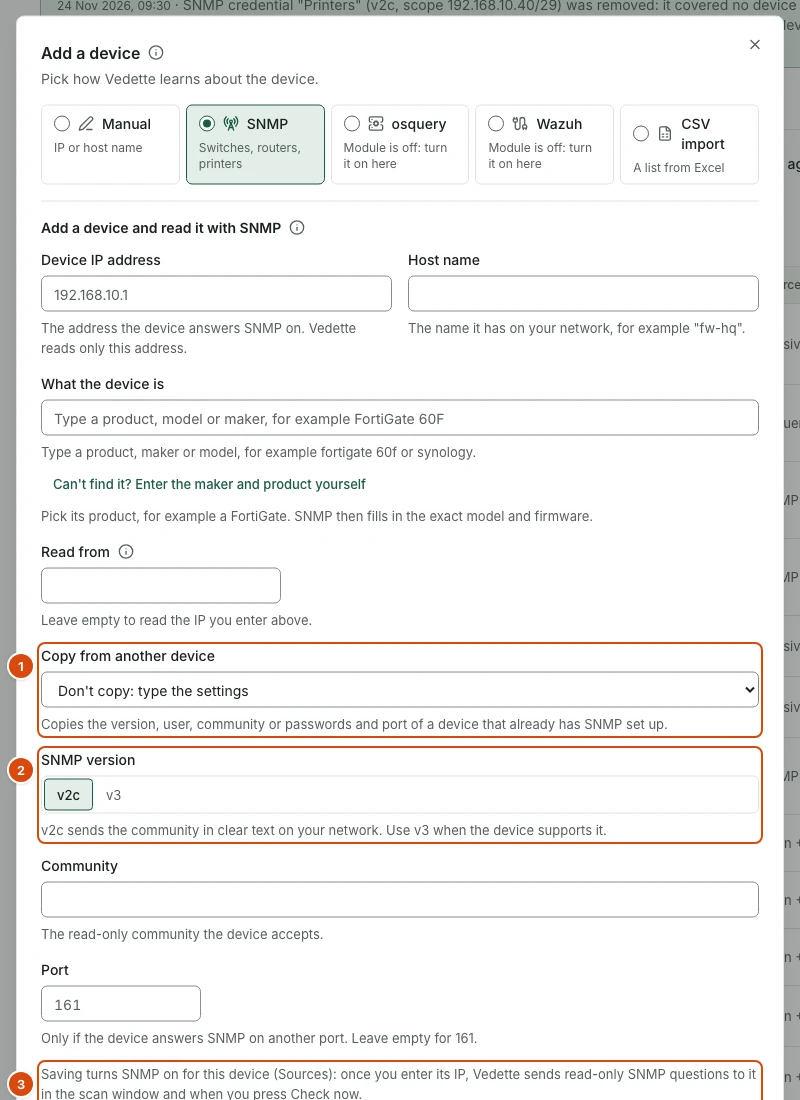 24 Nov 2026, 09:30 · SNMP credential "Printers" (v2c, scope 192.168.10.40/29) was removed: it covered no device
Add a device
Pick how Vedette learns about the device.
Manual
IP or host name
SNMP
Switches, routers,
printers
osquery
Module is off: turn
it on here
Wazuh
Module is off: turn
it on here
CSV
import
A list from Excel
Add a device and read it with SNMP
Device IP address
192.168.10.1
The address the device answers SNMP on. Vedette
reads only this address.
Host name
The name it has on your network, for example "fw-hq".
What the device is
Type a product, model or maker, for example FortiGate 60F
Type a product, maker or model, for example fortigate 60f or synology.
Can't find it? Enter the maker and product yourself
Pick its product, for example a FortiGate. SNMP then fills in the exact model and firmware.
Read from
Leave empty to read the IP you enter above.
1
Copy from another device
Don't copy: type the settings
Copies the version, user, community or passwords and port of a device that already has SNMP set up.
2
SNMP version
v2c v3
v2c sends the community in clear text on your network. Use v3 when the device supports it.
Community
The read-only community the device accepts.
Port
161
Only if the device answers SNMP on another port. Leave empty for 161.
3
Saving turns SNMP on for this device (Sources): once you enter its IP, Vedette sends read-only SNMP questions to it
in the scan window and when you press Check now.